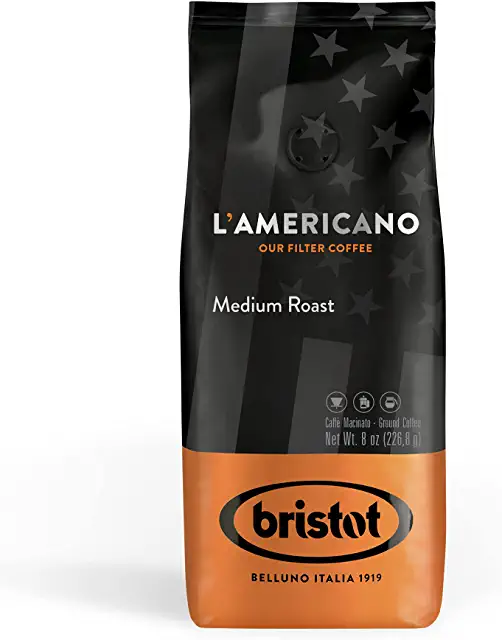 L'AMERICANO
OUR FILTER COFFEE
Medium Roast
Caffè Macinato - Ground Coffee
Net Wt. 8 oz (226,8 g)
bristot
BELLUNO ITALIA 1919